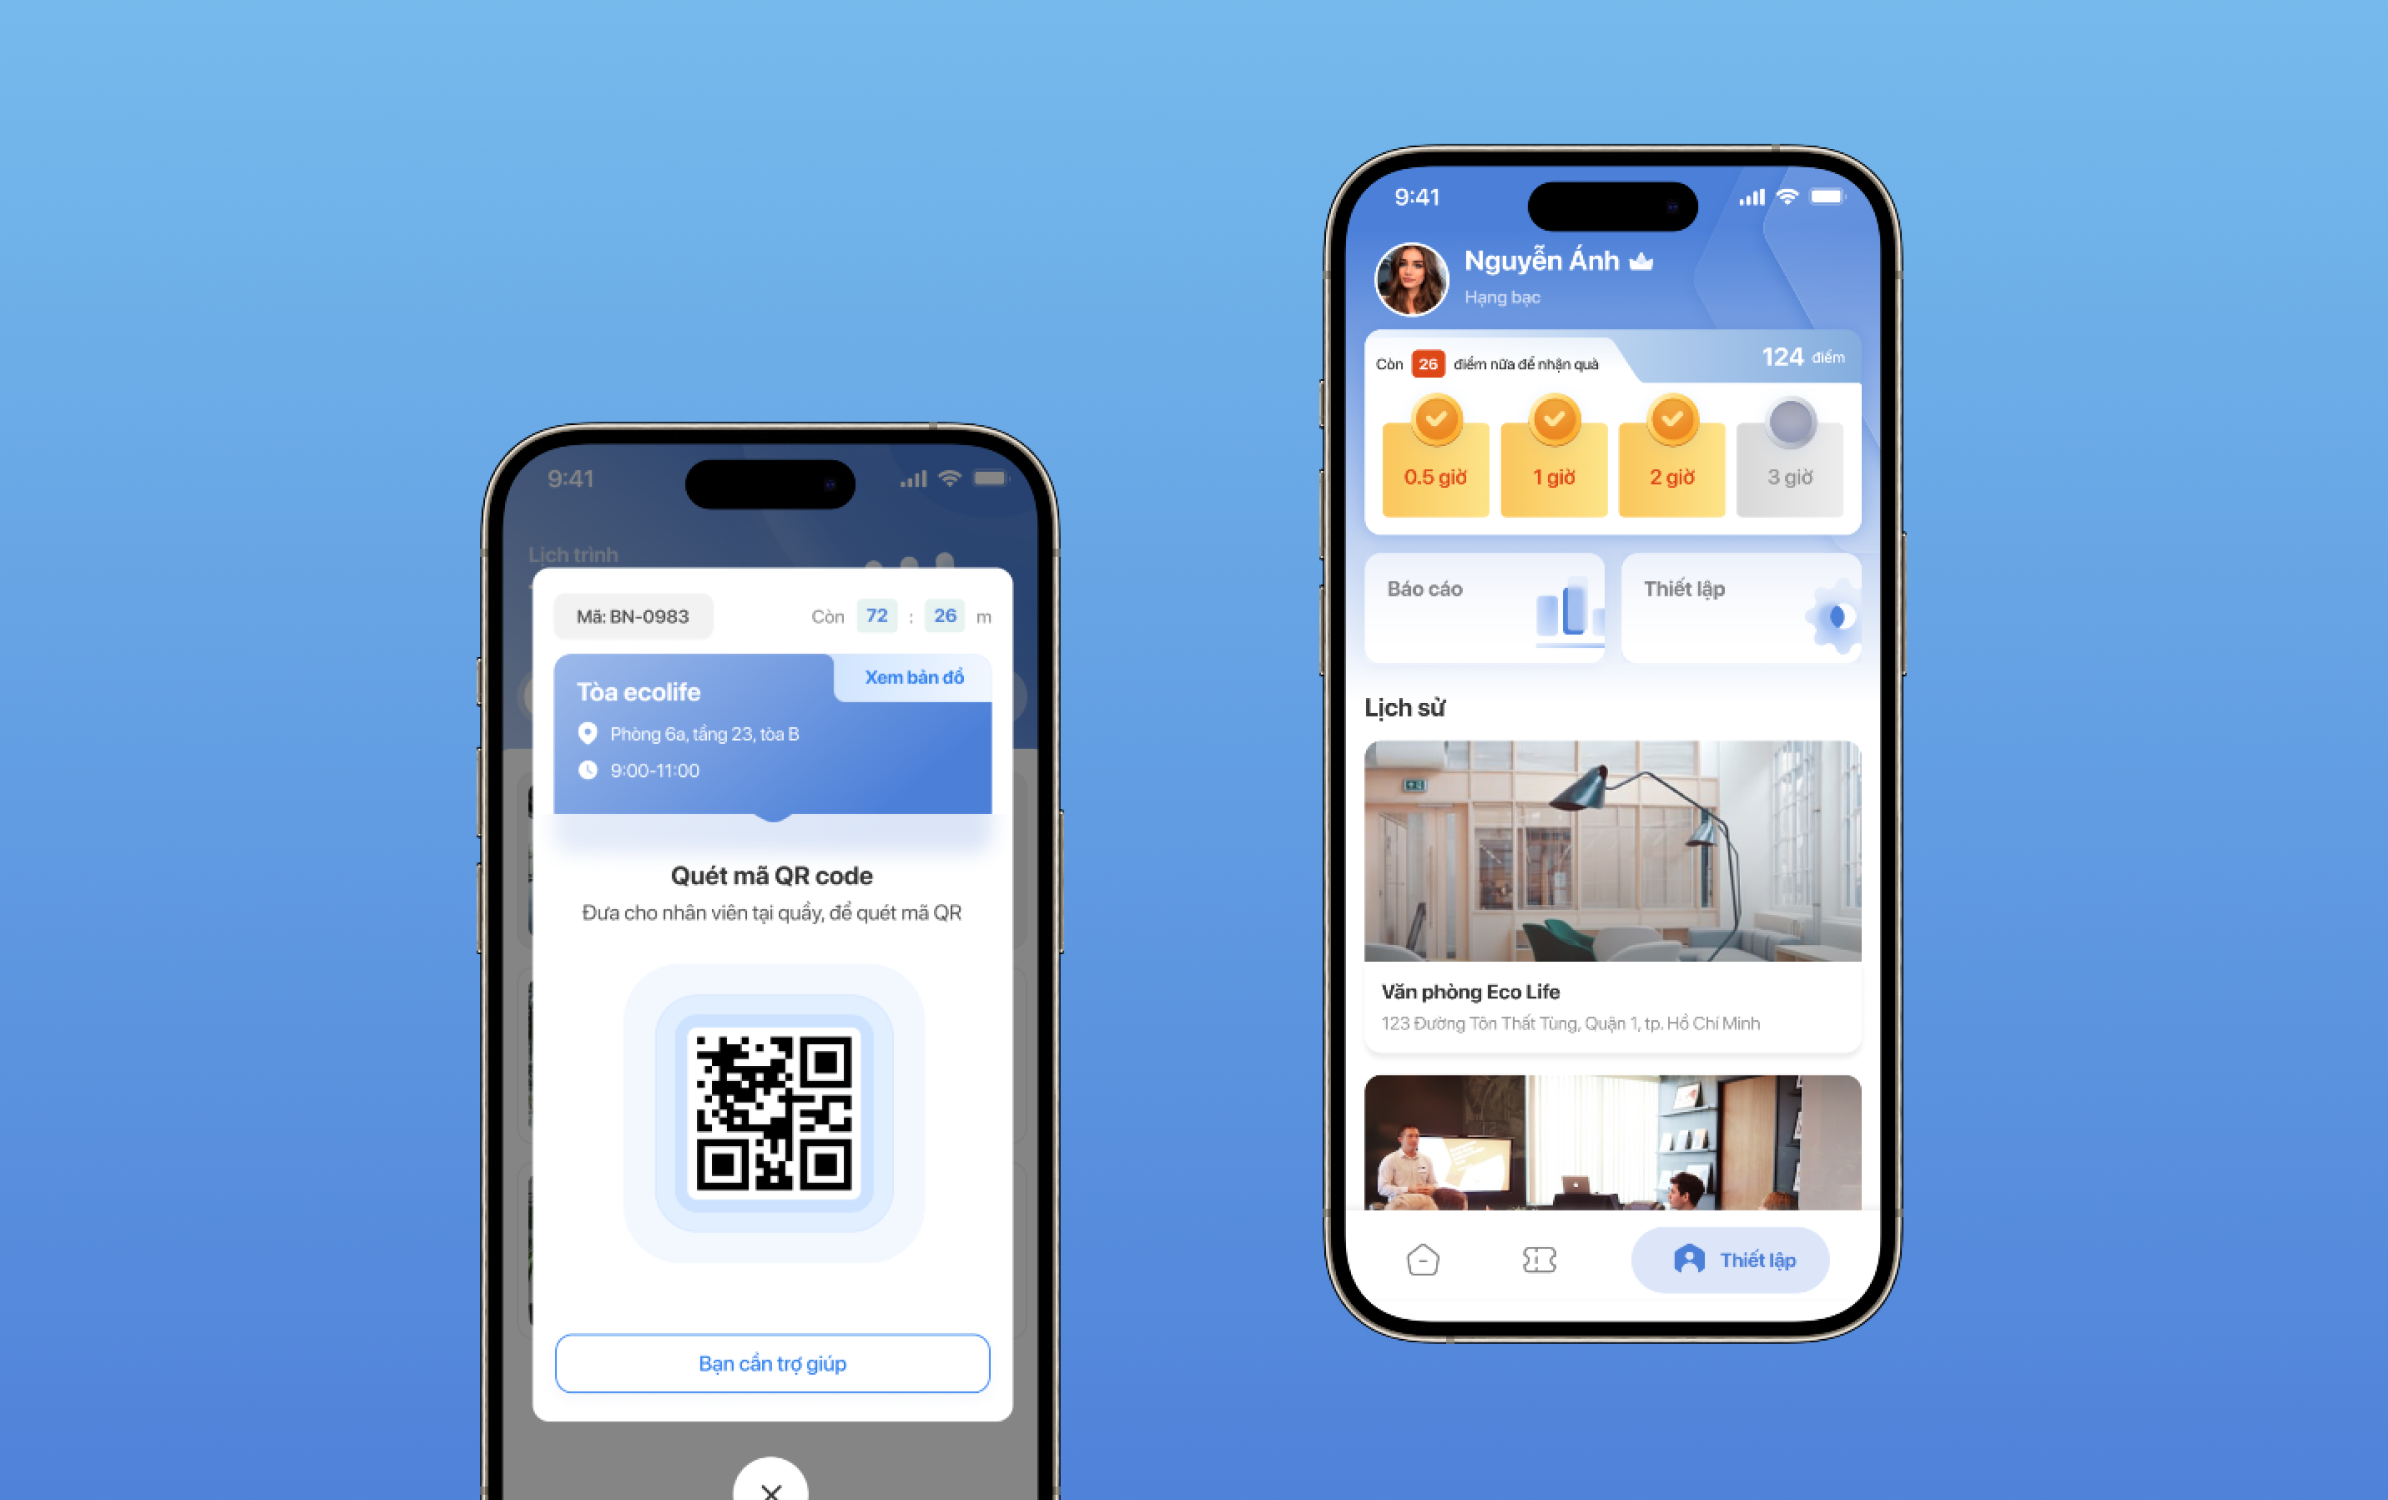 9:41
Lịch trình
Mã: BN-0983
Còn 72 : 26 m
Tòa ecolife
Xem bản đồ
Phòng 6a, tầng 23, tòa B
9:00-11:00
Quét mã QR code
Đưa cho nhân viên tại quầy, để quét mã QR
Bạn cần trợ giúp
9:41
Nguyễn Ánh
Hạng bạc
Còn 26 điểm nữa để nhận quà
124 điểm
0.5 giờ
1 giờ
2 giờ
3 giờ
Báo cáo
Thiết lập
Lịch sử
Văn phòng Eco Life
123 Đường Tôn Thất Tùng, Quận 1, tp. Hồ Chí Minh
Thiết lập